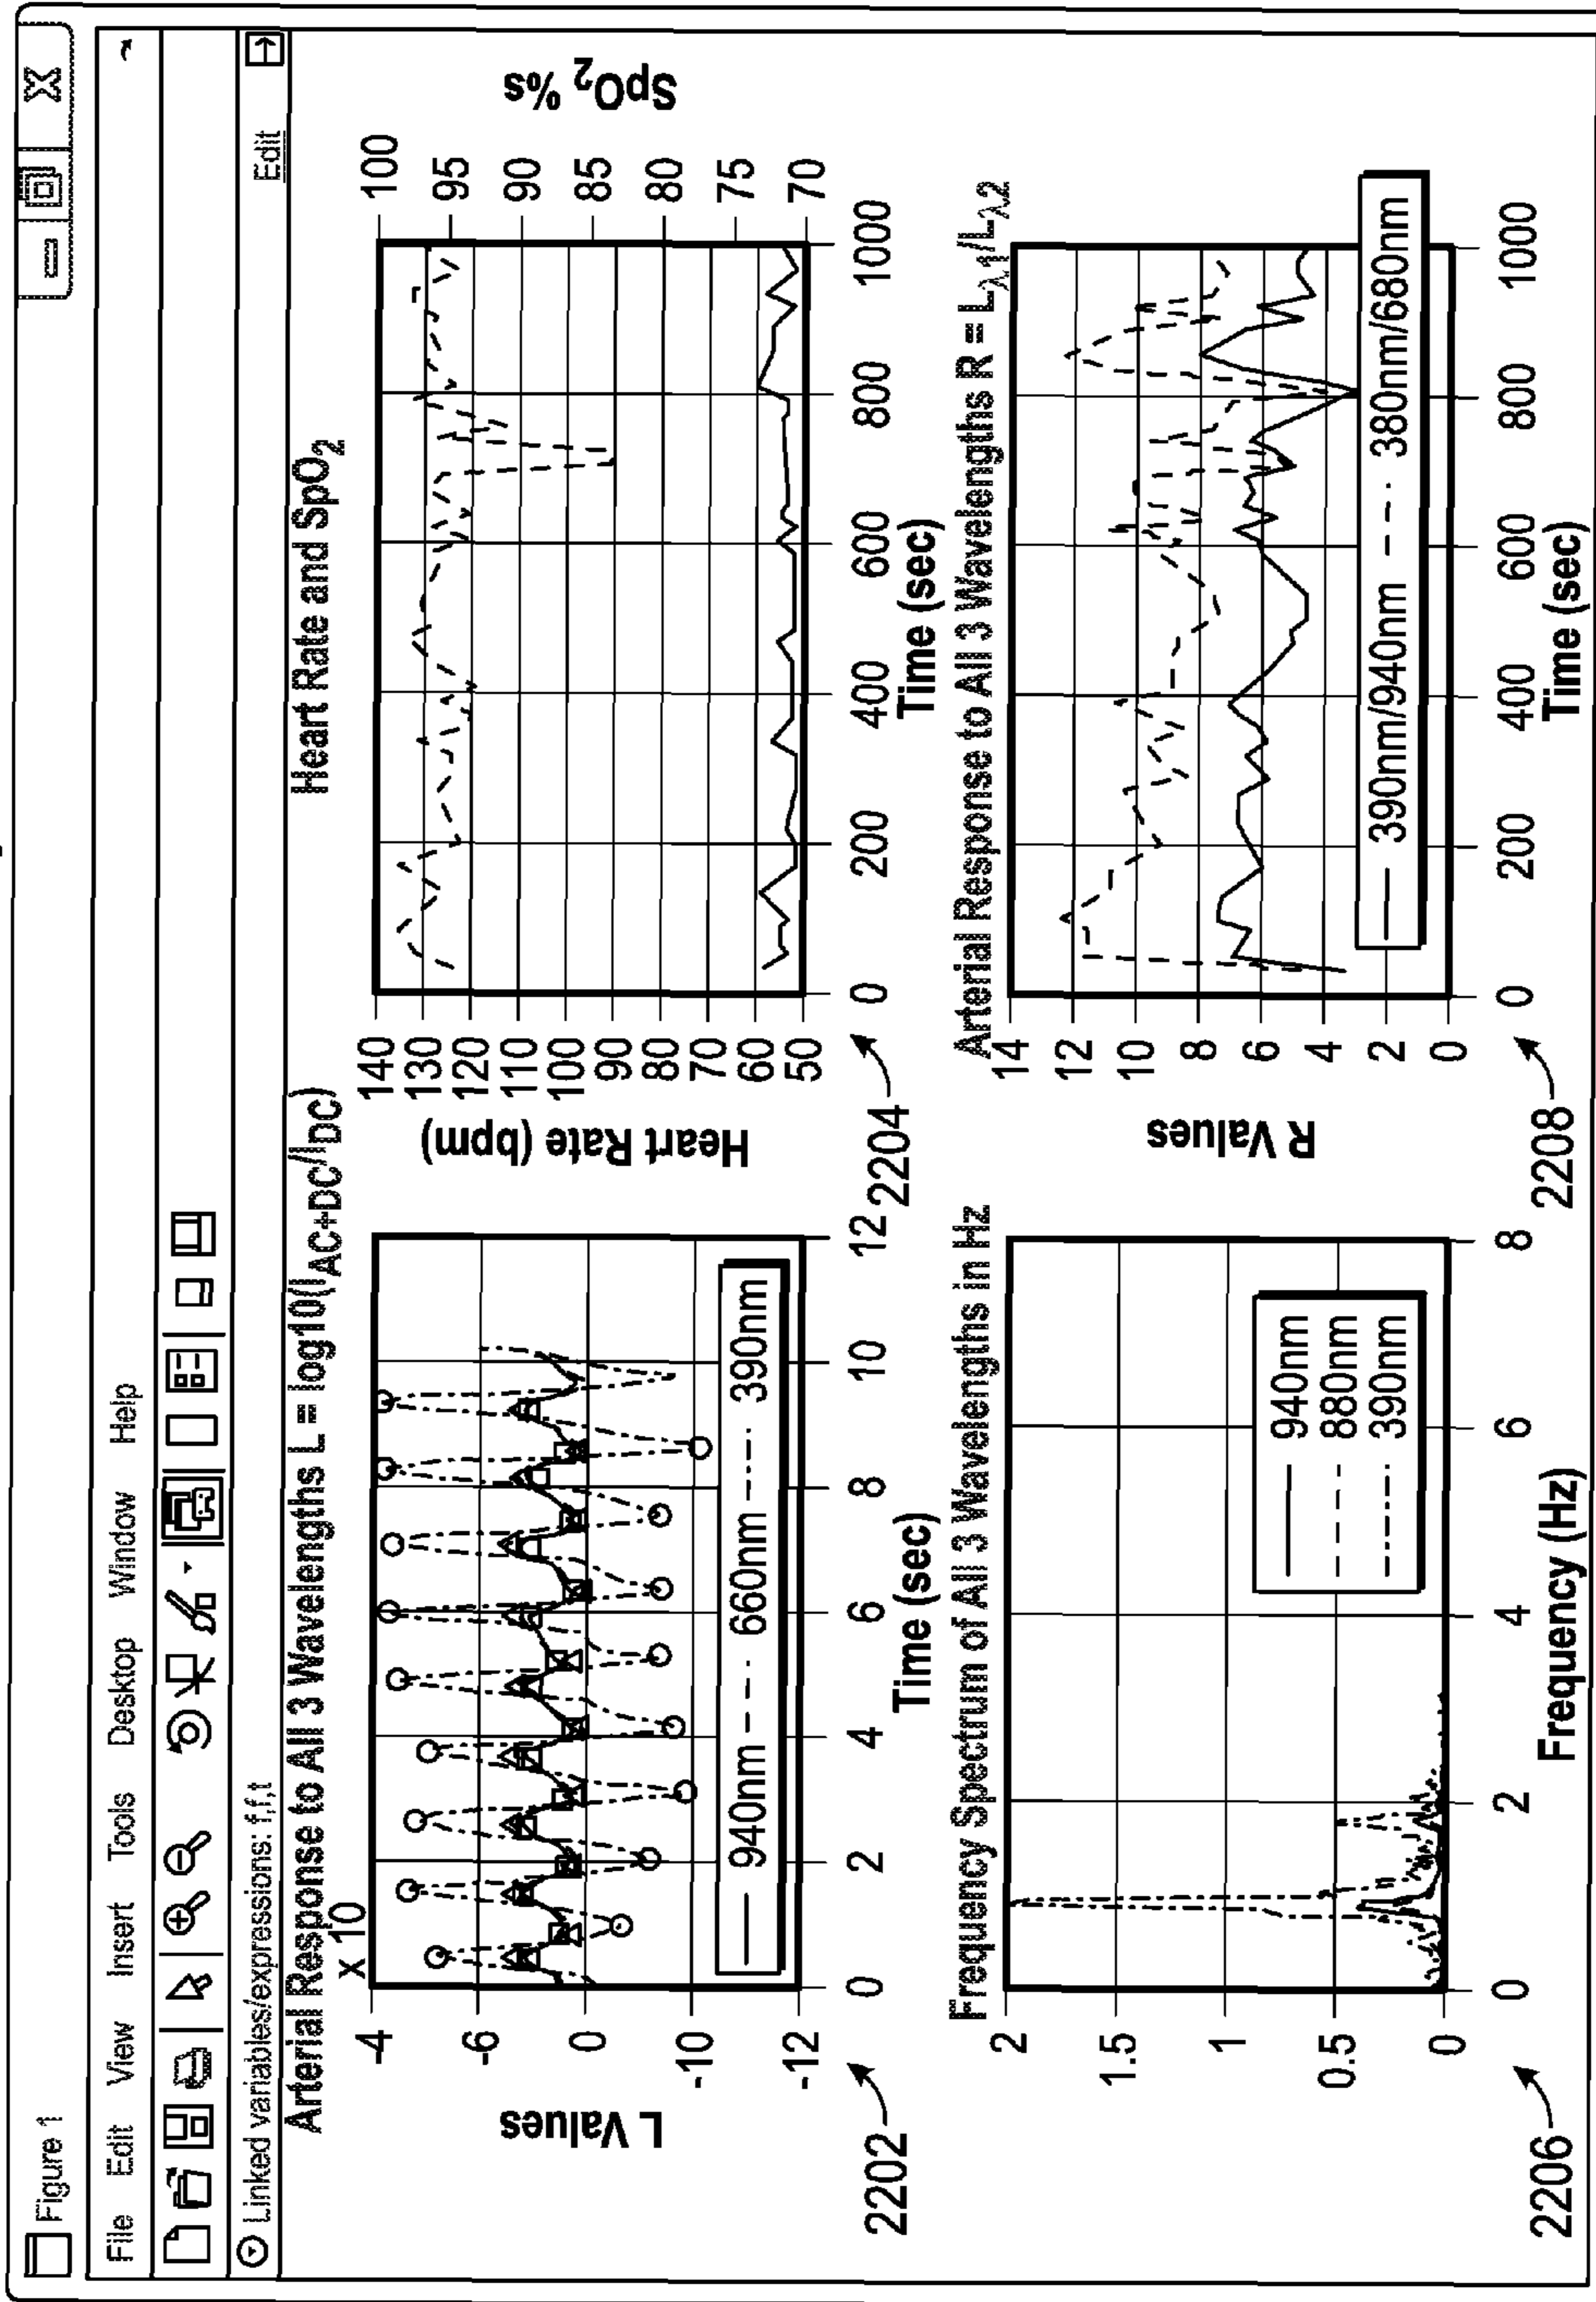 Figure 1
File Edit View Insert Tools Desktop Window Help
Linked variables/expressions: f,f,t
Edit
Arterial Response to All 3 Wavelengths L = log10(IAC+DC/IDC)
x 10
-4
-6
0
-10
-12
L Values
0 2 4 6 8 10 12
Time (sec)
940nm 660nm 390nm
2202
Heart Rate and SpO2
140
130
120
110
100
90
80
70
60
50
Heart Rate (bpm)
100
95
90
85
80
75
70
SpO2 %s
0 200 400 600 800 1000
Time (sec)
2204
Frequency Spectrum of All 3 Wavelengths in Hz
2
1.5
1
0.5
0
940nm
880nm
390nm
0 2 4 6 8
Frequency (Hz)
2206
Arterial Response to All 3 Wavelengths R = Lλ1/Lλ2
14
12
10
8
6
4
2
0
R Values
390nm/940nm 380nm/680nm
0 200 400 600 800 1000
Time (sec)
2208